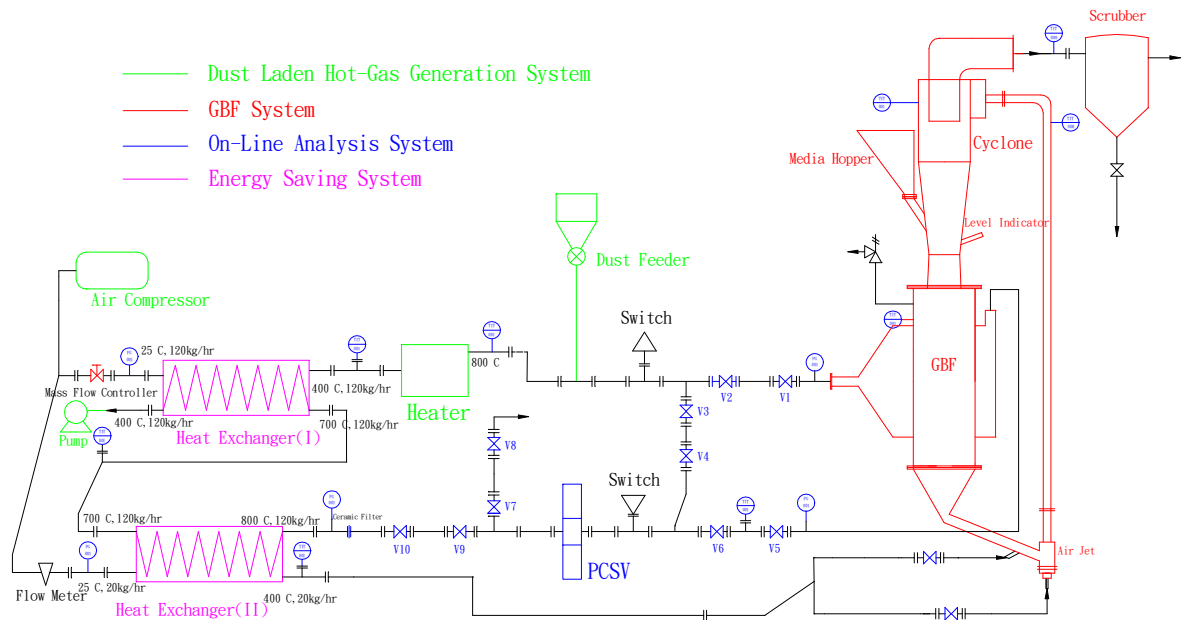 Scrubber
Dust Laden Hot-Gas Generation System
GBF System
On-Line Analysis System
Energy Saving System
Cyclone
Media Hopper
Level Indicator
Dust Feeder
Air Compressor
Switch
25 C,120kg/hr
800 C
GBF
400 C,120kg/hr
Mass Flow Controller
V2
V1
V3
Heater
400 C,120kg/hr
700 C,120kg/hr
Pump
Heat Exchanger(I)
V8
V4
Switch
V7
700 C,120kg/hr
800 C,120kg/hr
Ceramic Filter
V10
V9
V6
V5
PCSV
Air Jet
25 C,20kg/hr
400 C,20kg/hr
Flow Meter
Heat Exchanger(II)